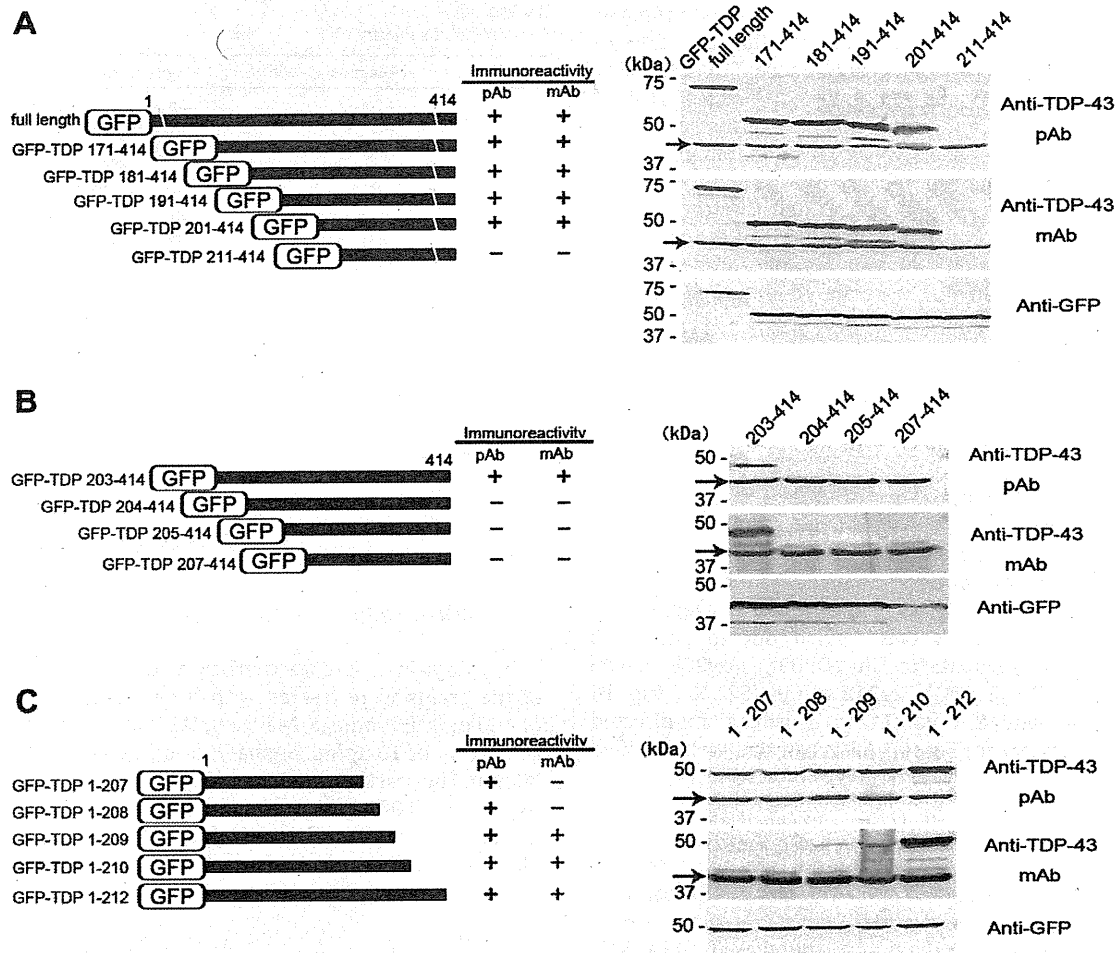 A
Immunoreactivity
pAb mAb
1 414
full length GFP + +
GFP-TDP 171-414 GFP + +
GFP-TDP 181-414 GFP + +
GFP-TDP 191-414 GFP + +
GFP-TDP 201-414 GFP + +
GFP-TDP 211-414 GFP − −
GFP-TDP
full length
171-414
181-414
191-414
201-414
211-414
(kDa)
75 -
50 -
37 -
Anti-TDP-43
pAb
75 -
50 -
37 -
Anti-TDP-43
mAb
75 -
50 -
37 -
Anti-GFP
B
Immunoreactivity
pAb mAb
414
GFP-TDP 203-414 GFP + +
GFP-TDP 204-414 GFP − −
GFP-TDP 205-414 GFP − −
GFP-TDP 207-414 GFP − −
203-414
204-414
205-414
207-414
(kDa)
50 -
37 -
Anti-TDP-43
pAb
50 -
37 -
Anti-TDP-43
mAb
50 -
37 -
Anti-GFP
C
Immunoreactivity
pAb mAb
1
GFP-TDP 1-207 GFP + −
GFP-TDP 1-208 GFP + −
GFP-TDP 1-209 GFP + +
GFP-TDP 1-210 GFP + +
GFP-TDP 1-212 GFP + +
1 - 207
1 - 208
1 - 209
1 - 210
1 - 212
(kDa)
50 -
37 -
Anti-TDP-43
pAb
50 -
37 -
Anti-TDP-43
mAb
50 -
Anti-GFP